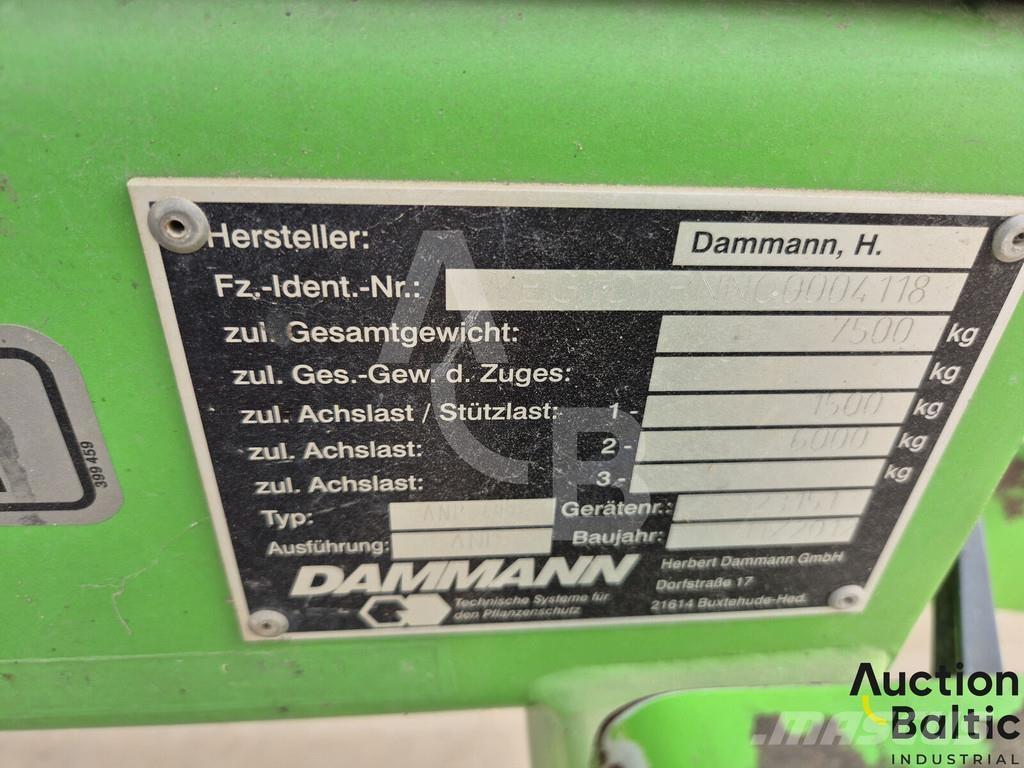 Hersteller: Dammann, H.
Fz.-Ident.-Nr.:
zul. Gesamtgewicht: 7500 kg
zul. Ges.-Gew. d. Zuges: kg
zul. Achslast / Stützlast: 1- 1500 kg
zul. Achslast: 2- 6000 kg
zul. Achslast: 3- kg
Typ: Gerätenr.:
Ausführung: Baujahr:
DAMMANN
Technische Systeme für
den Pflanzenschutz
Herbert Dammann GmbH
Dorfstraße 17
21614 Buxtehude-Hed.
399 459
ACB
Auction
Baltic
INDUSTRIAL
MASCUS